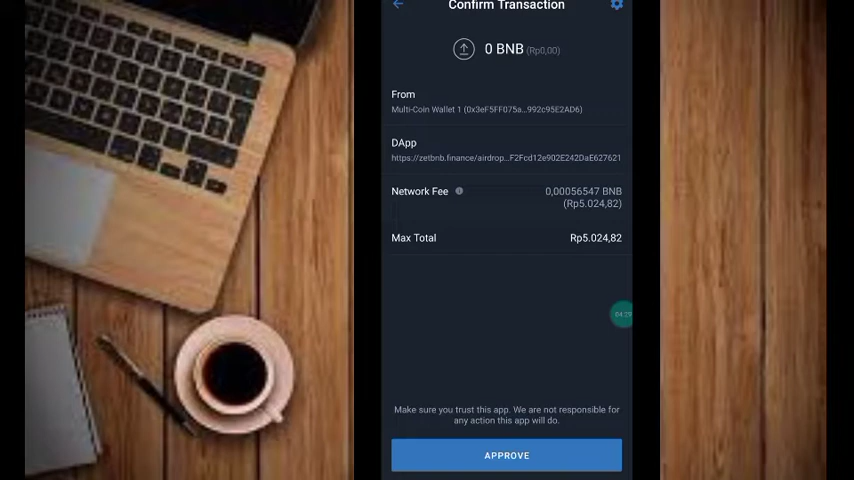 Confirm Transaction
0 BNB (Rp0,00)
From
Multi-Coin Wallet 1 (0x3eF5FF075a...992c95E2AD6)
DApp
https://zetbnb.finance/airdrop...F2Fcd12e902E242DaE627621
Network Fee 0,00056547 BNB
(Rp5.024,82)
Max Total Rp5.024,82
04:29
Make sure you trust this app. We are not responsible for
any action this app will do.
APPROVE